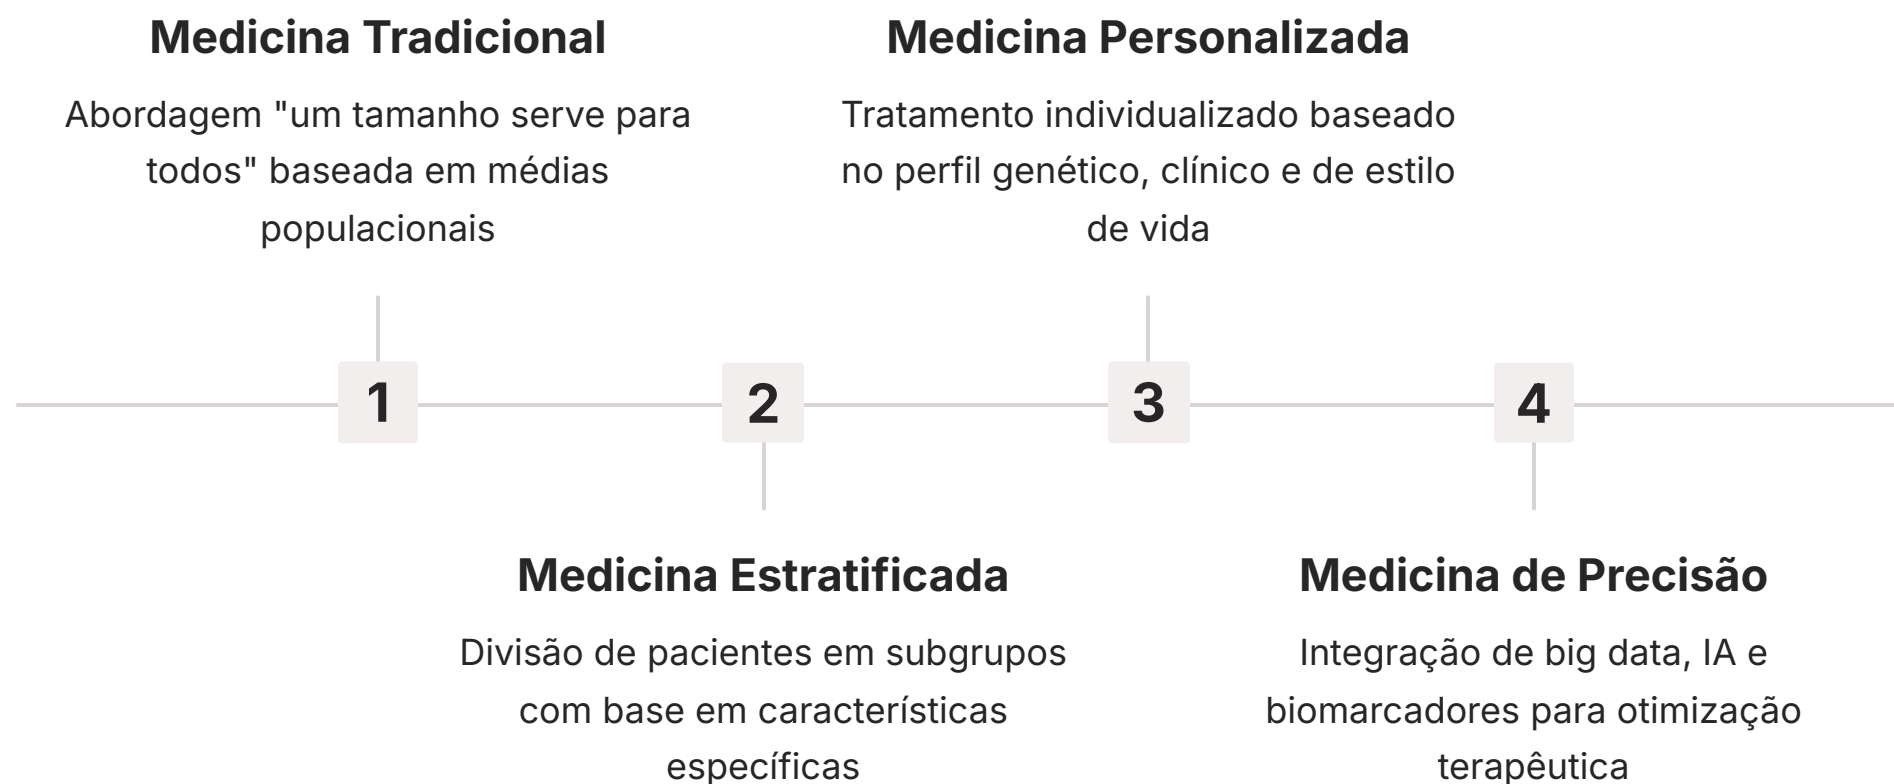 Medicina Tradicional
Abordagem "um tamanho serve para
todos" baseada em médias
populacionais
Medicina Personalizada
Tratamento individualizado baseado
no perfil genético, clínico e de estilo
de vida
1
2
3
4
Medicina Estratificada
Divisão de pacientes em subgrupos
com base em características
específicas
Medicina de Precisão
Integração de big data, IA e
biomarcadores para otimização
terapêutica